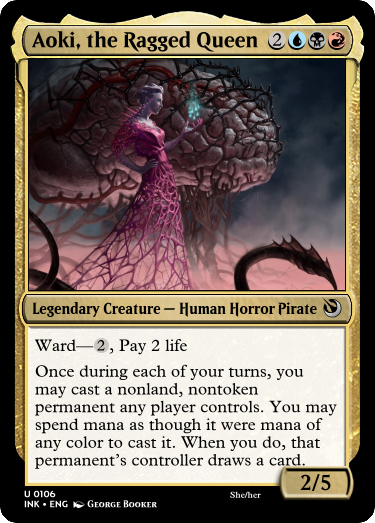 Aoki, the Ragged Queen 2
Legendary Creature — Human Horror Pirate
Ward—2, Pay 2 life
Once during each of your turns, you
may cast a nonland, nontoken
permanent any player controls. You may
spend mana as though it were mana of
any color to cast it. When you do, that
permanent's controller draws a card.
2/5
U 0106
INK • ENG George Booker
She/her